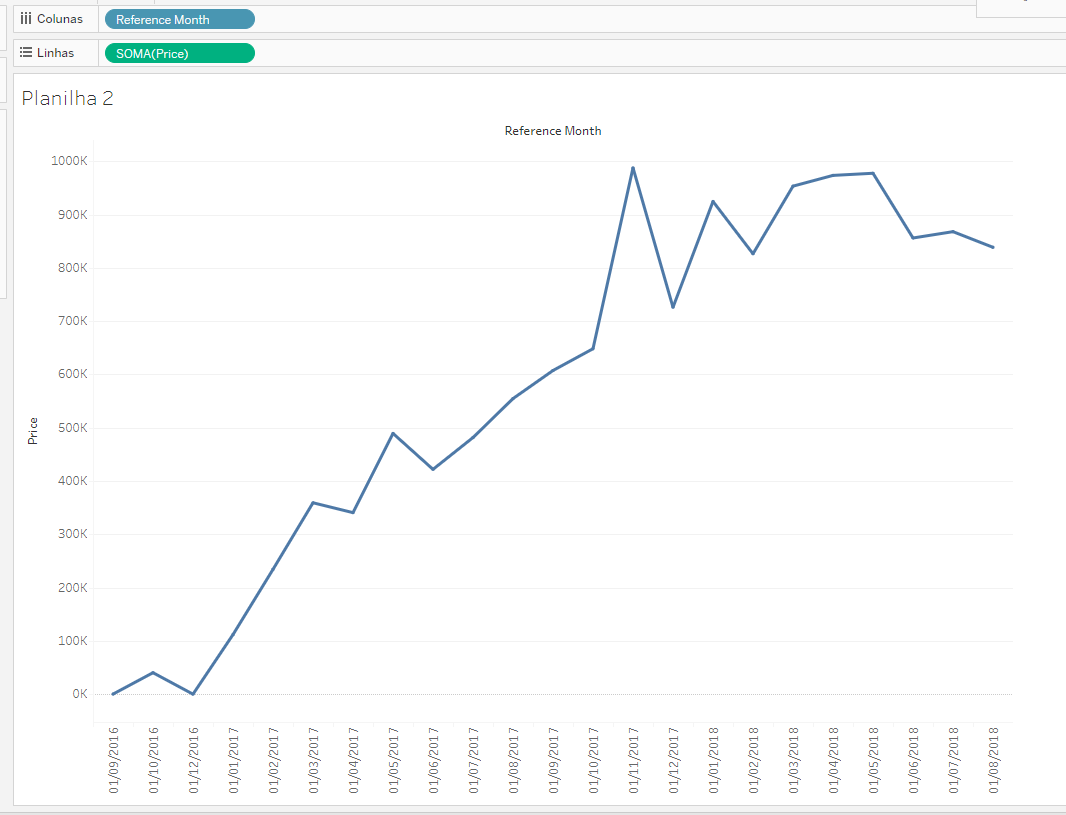 Colunas
Reference Month
Linhas
SOMA(Price)
Planilha 2
Reference Month
1000K
900K
800K
700K
600K
500K
400K
300K
200K
100K
0K
Price
01/09/2016
01/10/2016
01/12/2016
01/01/2017
01/02/2017
01/03/2017
01/04/2017
01/05/2017
01/06/2017
01/07/2017
01/08/2017
01/09/2017
01/10/2017
01/11/2017
01/12/2017
01/01/2018
01/02/2018
01/03/2018
01/04/2018
01/05/2018
01/06/2018
01/07/2018
01/08/2018